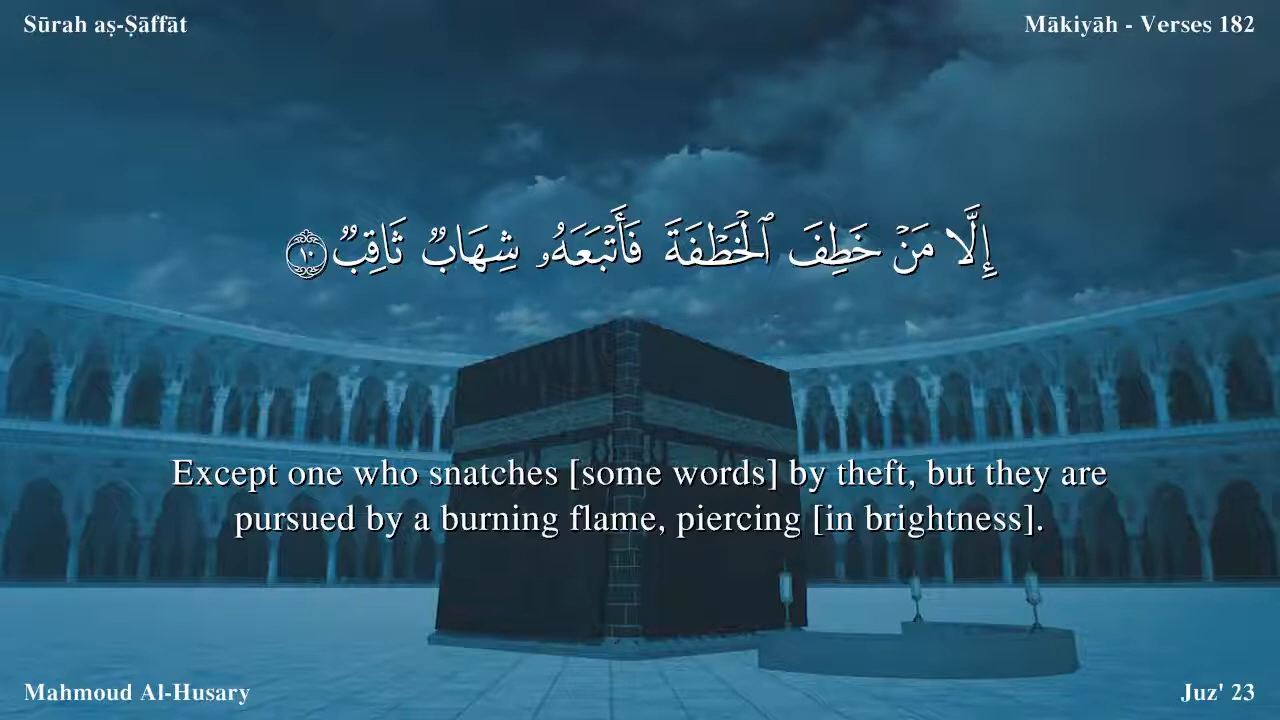 Sūrah aṣ-Ṣāffāt
Mākiyāh - Verses 182
إِلَّا مَنْ خَطِفَ ٱلْخَطْفَةَ فَأَتْبَعَهُۥ شِهَابٌ ثَاقِبٌ ١٠
Except one who snatches [some words] by theft, but they are
pursued by a burning flame, piercing [in brightness].
Mahmoud Al-Husary
Juz' 23